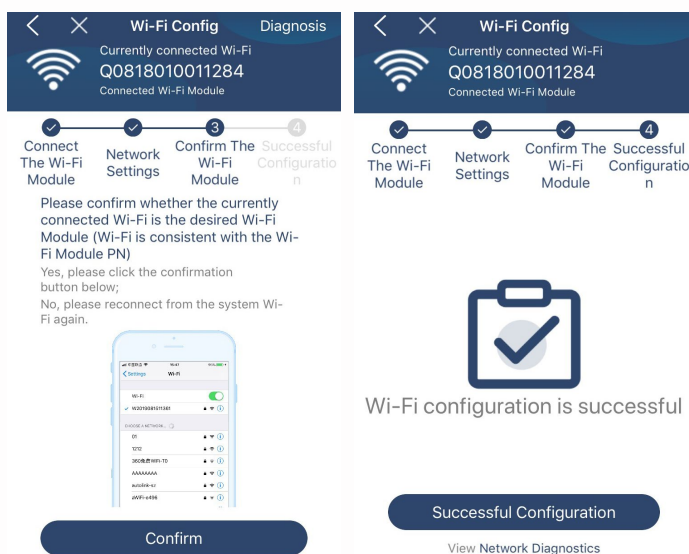 Wi-Fi Config
Diagnosis
Currently connected Wi-Fi
Q0818010011284
Connected Wi-Fi Module
3
4
Connect
The Wi-Fi
Module
Network
Settings
Confirm The
Wi-Fi
Module
Successful
Configuratio
n
Please confirm whether the currently
connected Wi-Fi is the desired Wi-Fi
Module (Wi-Fi is consistent with the Wi-
Fi Module PN)
Yes, please click the confirmation
button below;
No, please reconnect from the system Wi-
Fi again.
Settings
Wi-Fi
Wi-Fi
CHOOSE A NETWORK...
01
1212
AAAAAAAA
autolink-sz
aWiFi-e496
Confirm
Wi-Fi Config
Currently connected Wi-Fi
Q0818010011284
Connected Wi-Fi Module
4
Connect
The Wi-Fi
Module
Network
Settings
Confirm The
Wi-Fi
Module
Successful
Configuratio
n
Wi-Fi configuration is successful
Successful Configuration
View Network Diagnostics